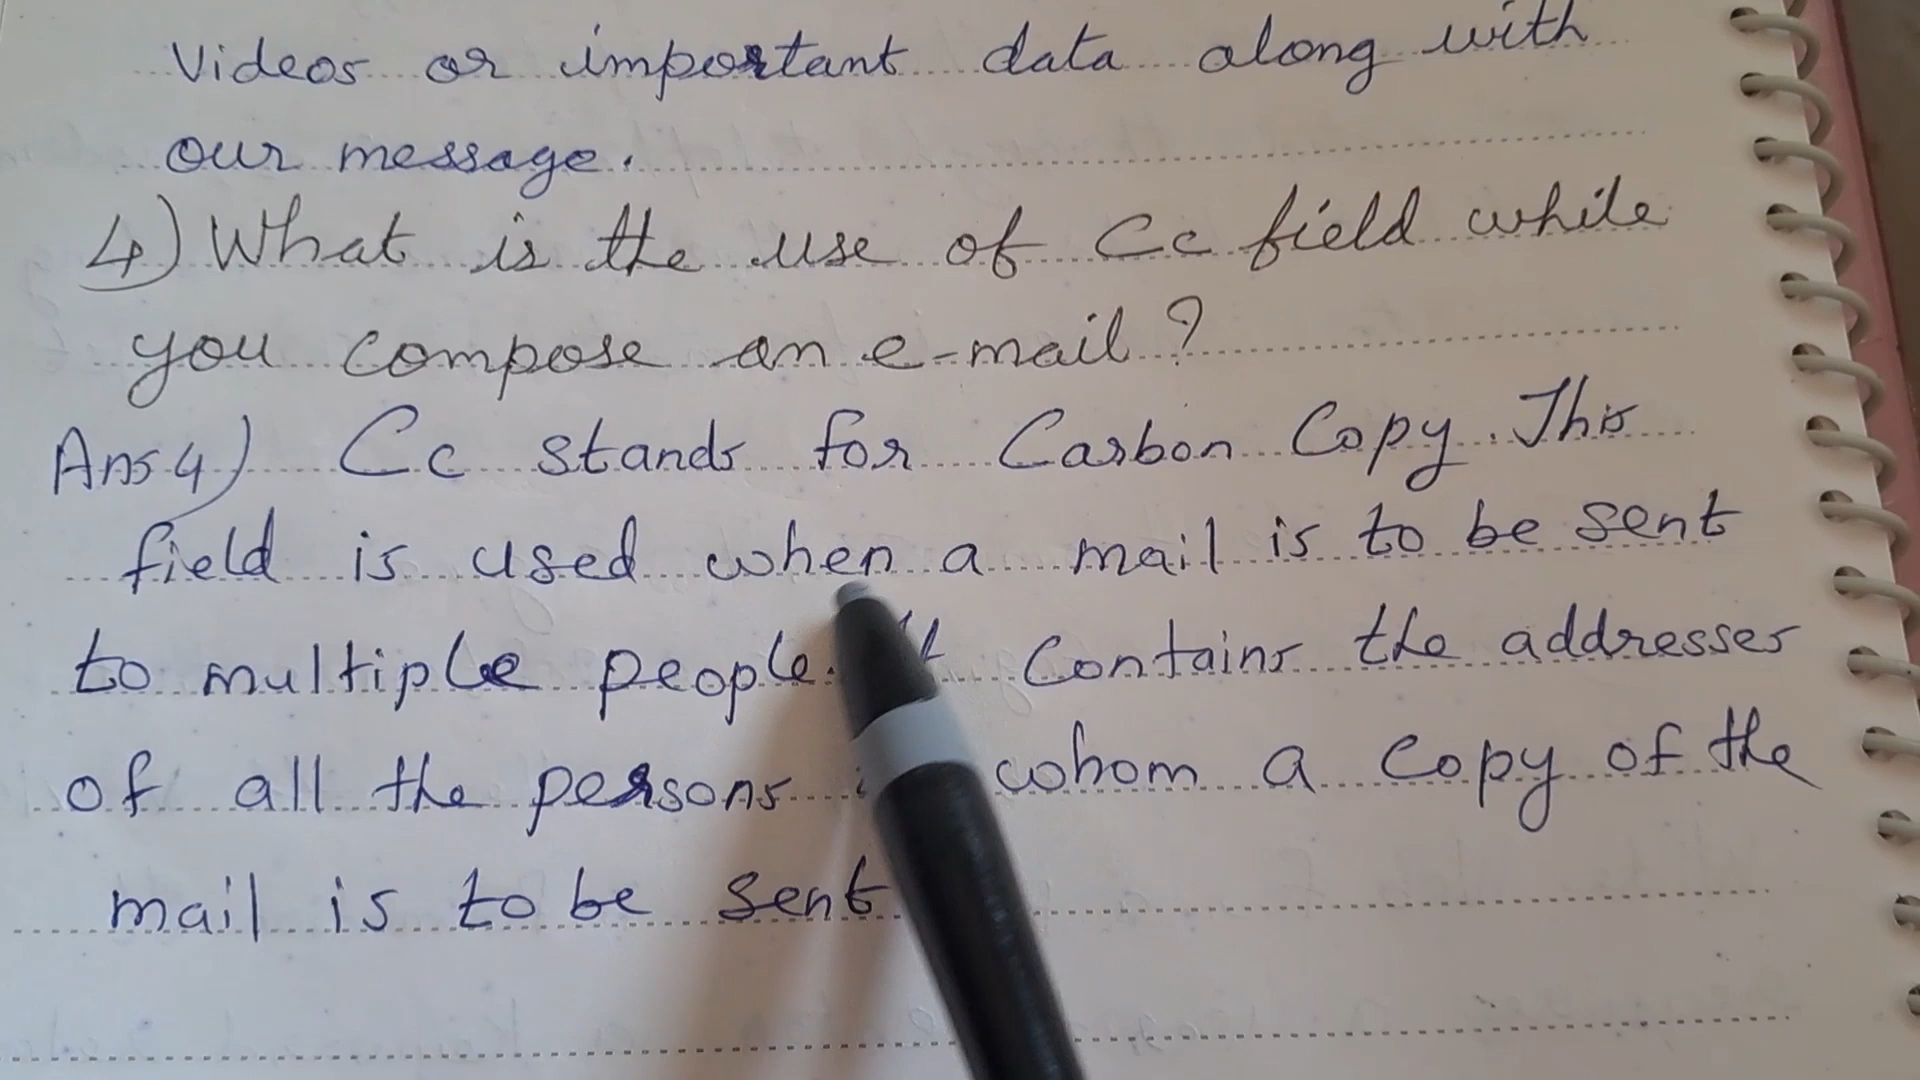 Videos or important data along with
our message.
4) What is the use of Cc field while
you compose an e-mail?
Ans 4) Cc stands for Carbon Copy. This
field is used when a mail is to be sent
to multiple people. It contains the addresses
of all the persons whom a copy of the
mail is to be sent